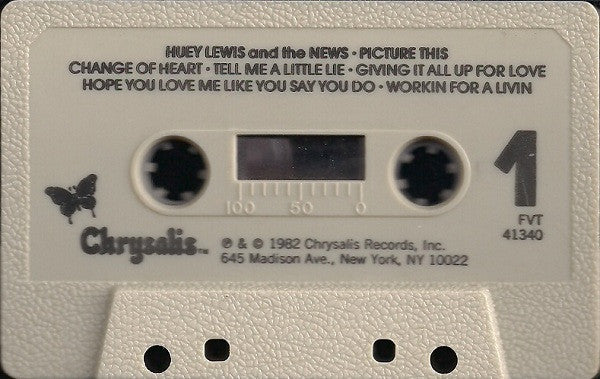 HUEY LEWIS and the NEWS · PICTURE THIS
CHANGE OF HEART · TELL ME A LITTLE LIE · GIVING IT ALL UP FOR LOVE
HOPE YOU LOVE ME LIKE YOU SAY YOU DO · WORKIN FOR A LIVIN
1
100 50 0
FVT
41340
Chrysalis™
℗ & © 1982 Chrysalis Records, Inc.
645 Madison Ave., New York, NY 10022